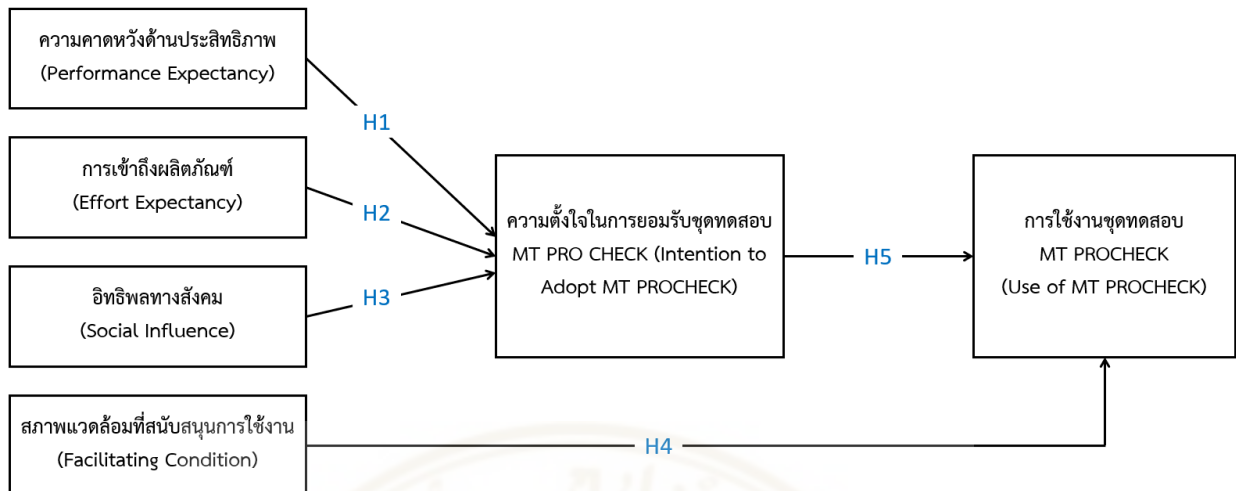 ความคาดหวังด้านประสิทธิภาพ
(Performance Expectancy)
H1
การเข้าถึงผลิตภัณฑ์
(Effort Expectancy)
H2
อิทธิพลทางสังคม
(Social Influence)
H3
สภาพแวดล้อมที่สนับสนุนการใช้งาน
(Facilitating Condition)
H4
ความตั้งใจในการยอมรับชุดทดสอบ
MT PRO CHECK (Intention to
Adopt MT PROCHECK)
H5
การใช้งานชุดทดสอบ
MT PROCHECK
(Use of MT PROCHECK)